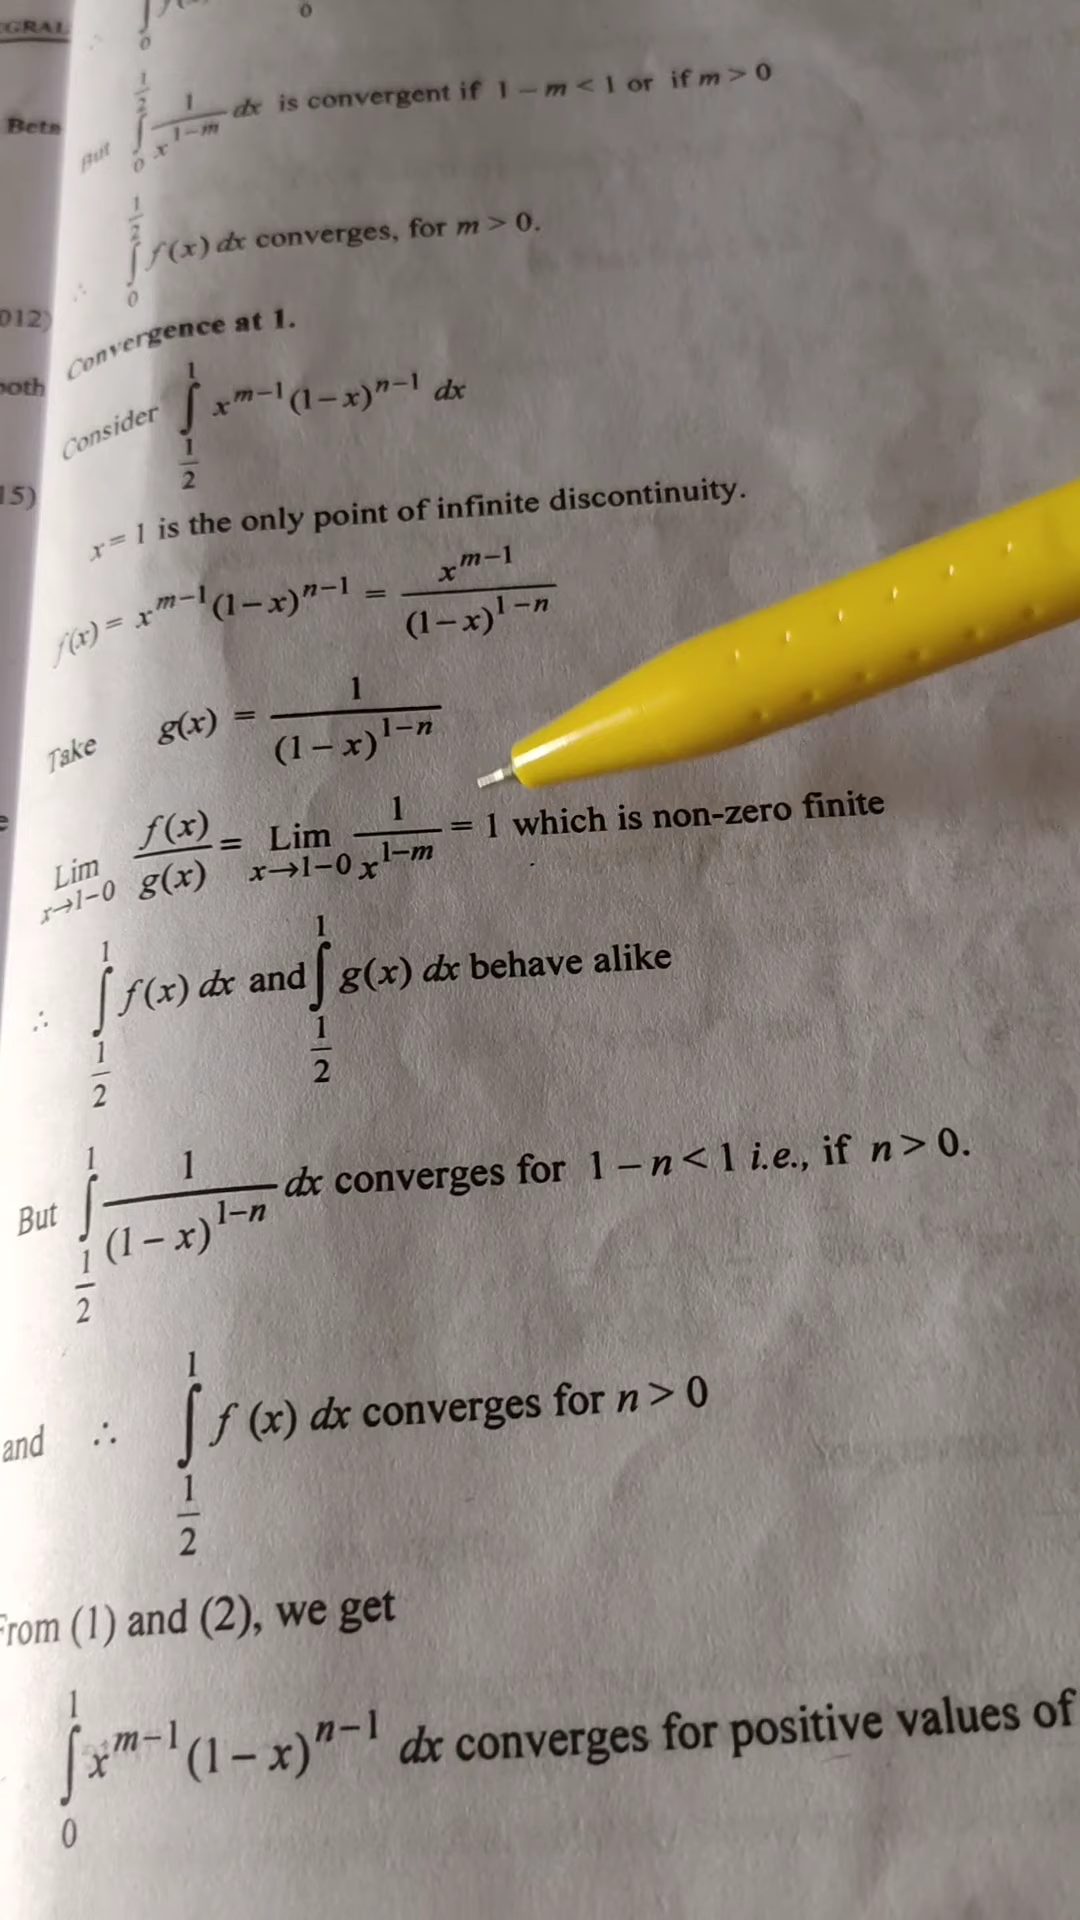 EGRAL
Beta
012)
both
15)
∫ 0
0
But ∫_0^{1/2} 1/x^{1-m} dx is convergent if 1 – m < 1 or if m > 0
∴ ∫_0^{1/2} f(x) dx converges, for m > 0.
Convergence at 1.
Consider ∫_{1/2}^1 x^{m-1} (1-x)^{n-1} dx
x = 1 is the only point of infinite discontinuity.
f(x) = x^{m-1} (1-x)^{n-1} = x^{m-1}/(1-x)^{1-n}
Take g(x) = 1/(1-x)^{1-n}
Lim_{x→1-0} f(x)/g(x) = Lim_{x→1-0} 1/x^{1-m} = 1 which is non-zero finite
∴ ∫_{1/2}^1 f(x) dx and ∫_{1/2}^1 g(x) dx behave alike
But ∫_{1/2}^1 1/(1-x)^{1-n} dx converges for 1 – n < 1 i.e., if n > 0.
and ∴ ∫_{1/2}^1 f (x) dx converges for n > 0
From (1) and (2), we get
∫_0^1 x^{m-1} (1-x)^{n-1} dx converges for positive values of